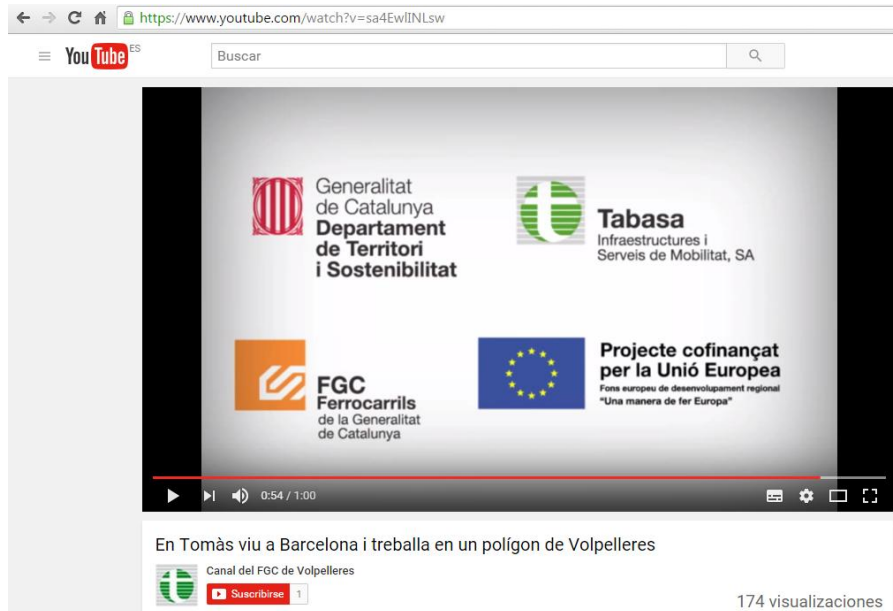 https://www.youtube.com/watch?v=sa4EwlINLsw
YouTube ES
Buscar
Generalitat
de Catalunya
Departament
de Territori
i Sostenibilitat
Tabasa
Infraestructures i
Serveis de Mobilitat, SA
FGC
Ferrocarrils
de la Generalitat
de Catalunya
Projecte cofinançat
per la Unió Europea
Fons europeu de desenvolupament regional
"Una manera de fer Europa"
0:54 / 1:00
En Tomàs viu a Barcelona i treballa en un polígon de Volpelleres
Canal del FGC de Volpelleres
Suscribirse 1
174 visualizaciones